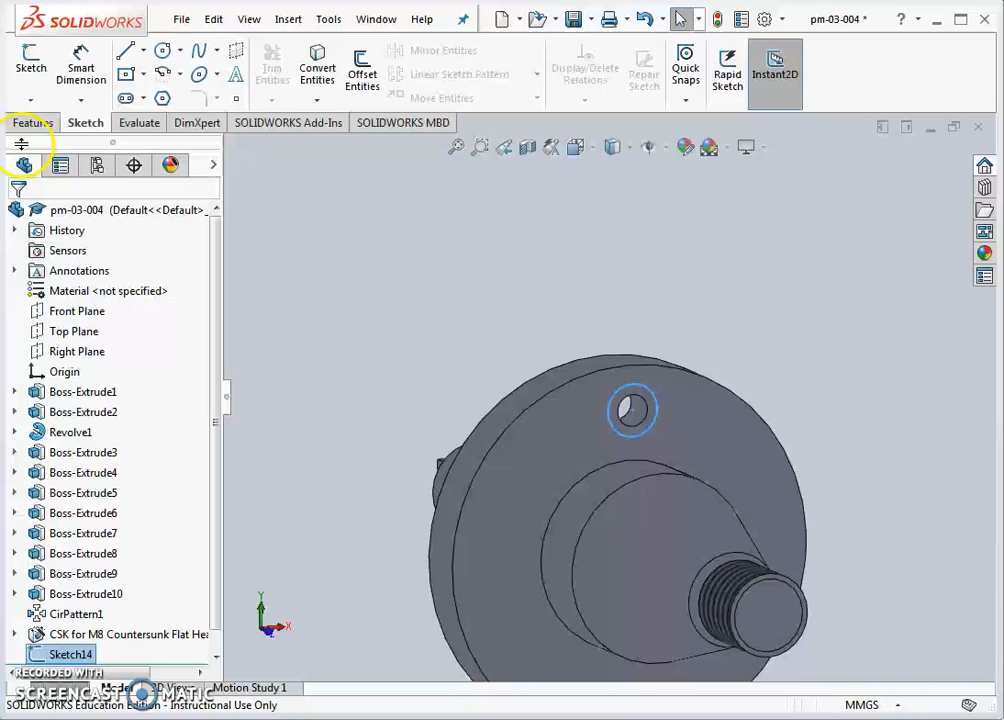 SOLIDWORKS File Edit View Insert Tools Window Help pm-03-004 * ?
Sketch Smart Dimension Trim Entities Convert Entities Offset Entities Mirror Entities Linear Sketch Pattern Move Entities Display/Delete Relations Repair Sketch Quick Snaps Rapid Sketch Instant2D
Features Sketch Evaluate DimXpert SOLIDWORKS Add-Ins SOLIDWORKS MBD
pm-03-004 (Default<<Default>_
History
Sensors
Annotations
Material <not specified>
Front Plane
Top Plane
Right Plane
Origin
Boss-Extrude1
Boss-Extrude2
Revolve1
Boss-Extrude3
Boss-Extrude4
Boss-Extrude5
Boss-Extrude6
Boss-Extrude7
Boss-Extrude8
Boss-Extrude9
Boss-Extrude10
CirPattern1
CSK for M8 Countersunk Flat Hea
Sketch14
Y
X
Z
RECORDED WITH
SCREENCAST MATIC
Model 3D Views Motion Study 1
SOLIDWORKS Education Edition - Instructional Use Only MMGS